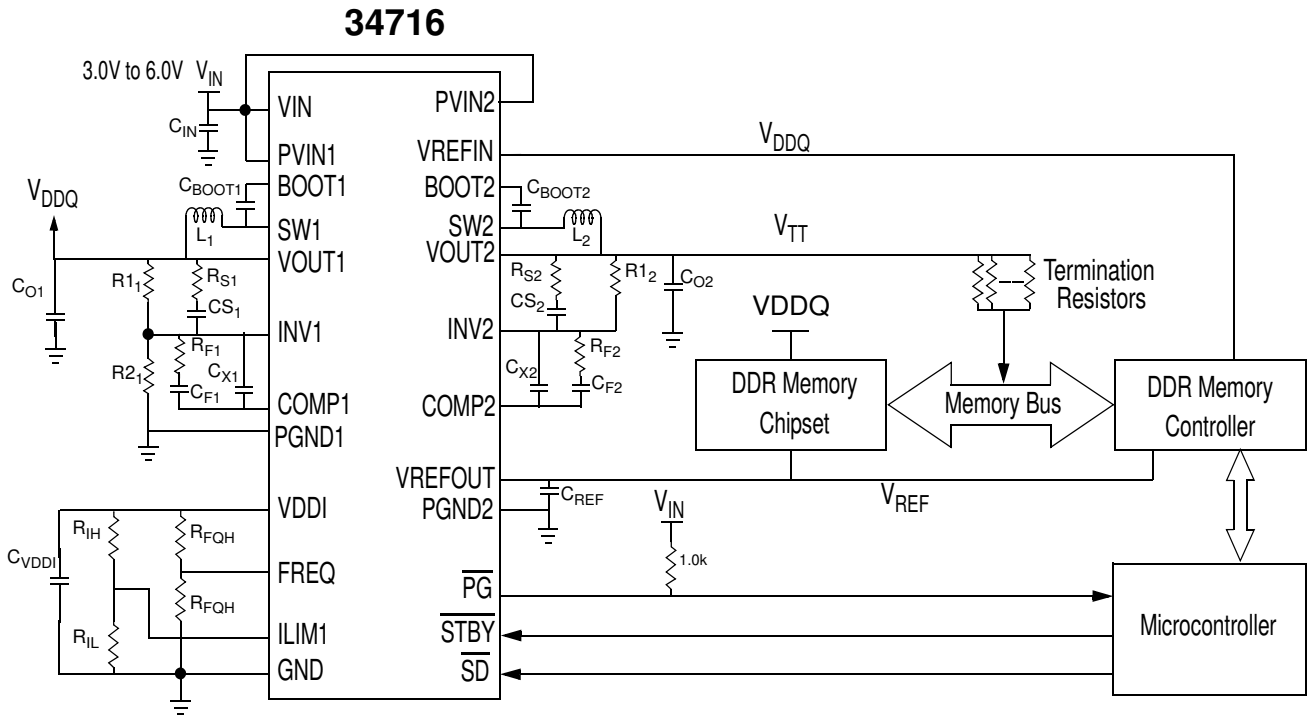 34716
3.0V to 6.0V VIN
CIN
VIN
PVIN1
BOOT1
SW1
VOUT1
INV1
COMP1
PGND1
VDDI
FREQ
ILIM1
GND
PVIN2
VREFIN
BOOT2
SW2
VOUT2
INV2
COMP2
VREFOUT
PGND2
PG
STBY
SD
VDDQ
CBOOT1
L1
CO1
R11
RS1
CS1
R21
RF1
CF1
CX1
CVDDI
RIH
RIL
RFQH
RFQH
VDDQ
CBOOT2
L2
VTT
RS2
CS2
R12
CO2
CX2
RF2
CF2
Termination
Resistors
VDDQ
DDR Memory
Chipset
Memory Bus
DDR Memory
Controller
CREF
VREF
VIN
1.0k
Microcontroller